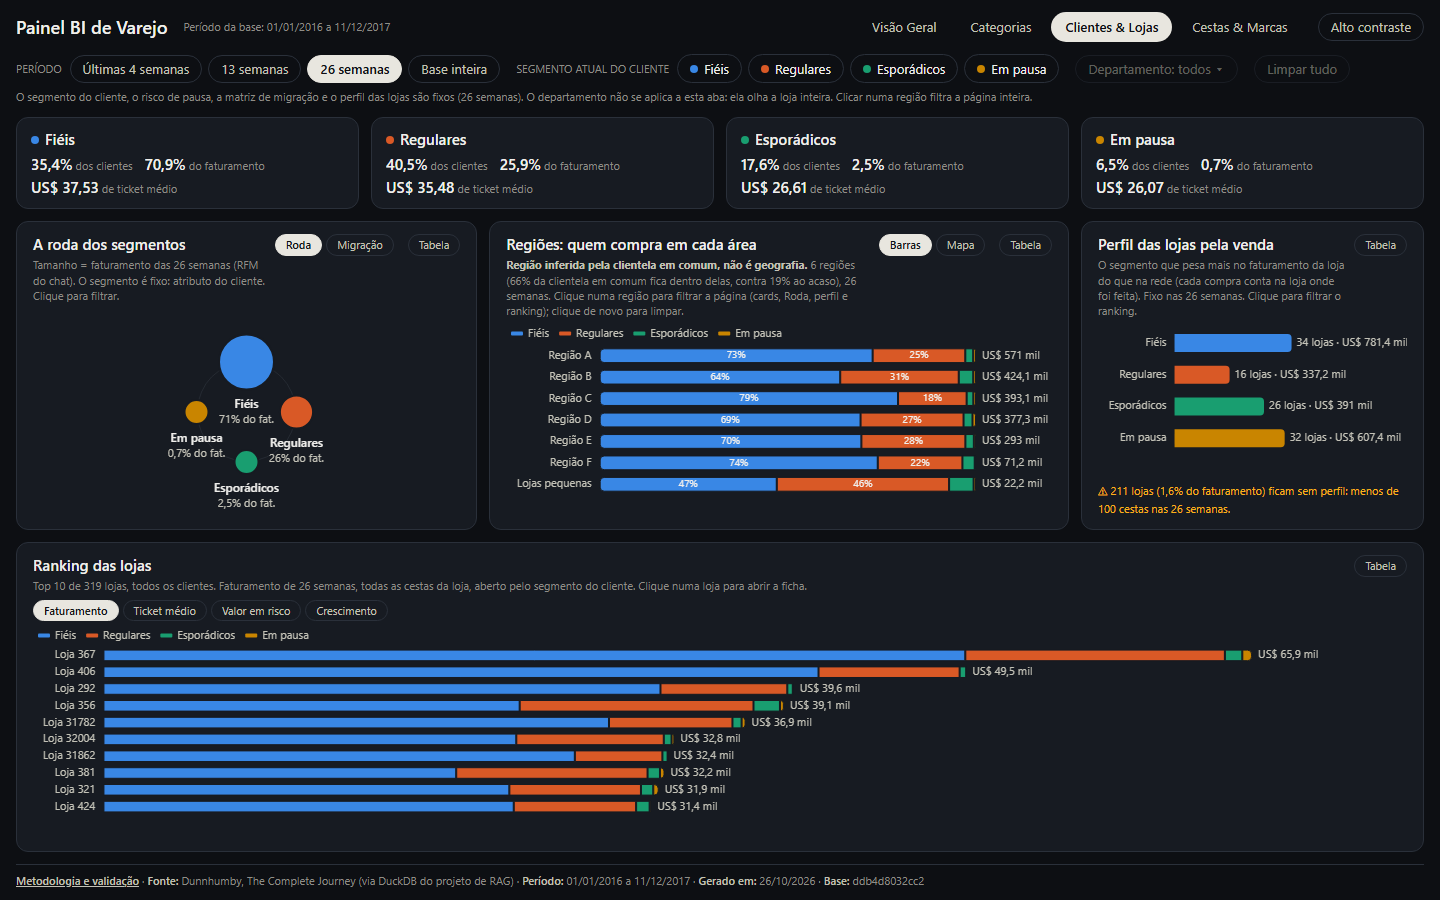 Painel BI de Varejo
Período da base: 01/01/2016 a 11/12/2017
Visão Geral
Categorias
Clientes & Lojas
Cestas & Marcas
Alto contraste
PERÍODO
Últimas 4 semanas
13 semanas
26 semanas
Base inteira
SEGMENTO ATUAL DO CLIENTE
Fiéis
Regulares
Esporádicos
Em pausa
Departamento: todos
Limpar tudo
O segmento do cliente, o risco de pausa, a matriz de migração e o perfil das lojas são fixos (26 semanas). O departamento não se aplica a esta aba: ela olha a loja inteira. Clicar numa região filtra a página inteira.
Fiéis
35,4% dos clientes 70,9% do faturamento
US$ 37,53 de ticket médio
Regulares
40,5% dos clientes 25,9% do faturamento
US$ 35,48 de ticket médio
Esporádicos
17,6% dos clientes 2,5% do faturamento
US$ 26,61 de ticket médio
Em pausa
6,5% dos clientes 0,7% do faturamento
US$ 26,07 de ticket médio
A roda dos segmentos
Roda
Migração
Tabela
Tamanho = faturamento das 26 semanas (RFM
do chat). O segmento é fixo: atributo do cliente.
Clique para filtrar.
Fiéis
71% do fat.
Em pausa
0,7% do fat.
Regulares
26% do fat.
Esporádicos
2,5% do fat.
Regiões: quem compra em cada área
Barras
Mapa
Tabela
Região inferida pela clientela em comum, não é geografia. 6 regiões
(66% da clientela em comum fica dentro delas, contra 19% ao acaso), 26
semanas. Clique numa região para filtrar a página (cards, Roda, perfil e
ranking); clique de novo para limpar.
Fiéis Regulares Esporádicos Em pausa
Região A 73% 25% US$ 571 mil
Região B 64% 31% US$ 424,1 mil
Região C 79% 18% US$ 393,1 mil
Região D 69% 27% US$ 377,3 mil
Região E 70% 28% US$ 293 mil
Região F 74% 22% US$ 71,2 mil
Lojas pequenas 47% 46% US$ 22,2 mil
Perfil das lojas pela venda
Tabela
O segmento que pesa mais no faturamento da loja
do que na rede (cada compra conta na loja onde
foi feita). Fixo nas 26 semanas. Clique para filtrar o
ranking.
Fiéis 34 lojas · US$ 781,4 mil
Regulares 16 lojas · US$ 337,2 mil
Esporádicos 26 lojas · US$ 391 mil
Em pausa 32 lojas · US$ 607,4 mil
⚠ 211 lojas (1,6% do faturamento) ficam sem perfil: menos de
100 cestas nas 26 semanas.
Ranking das lojas
Tabela
Top 10 de 319 lojas, todos os clientes. Faturamento de 26 semanas, todas as cestas da loja, aberto pelo segmento do cliente. Clique numa loja para abrir a ficha.
Faturamento
Ticket médio
Valor em risco
Crescimento
Fiéis Regulares Esporádicos Em pausa
Loja 367 US$ 65,9 mil
Loja 406 US$ 49,5 mil
Loja 292 US$ 39,6 mil
Loja 356 US$ 39,1 mil
Loja 31782 US$ 36,9 mil
Loja 32004 US$ 32,8 mil
Loja 31862 US$ 32,4 mil
Loja 381 US$ 32,2 mil
Loja 321 US$ 31,9 mil
Loja 424 US$ 31,4 mil
Metodologia e validação · Fonte: Dunnhumby, The Complete Journey (via DuckDB do projeto de RAG) · Período: 01/01/2016 a 11/12/2017 · Gerado em: 26/10/2026 · Base: ddb4d8032cc2